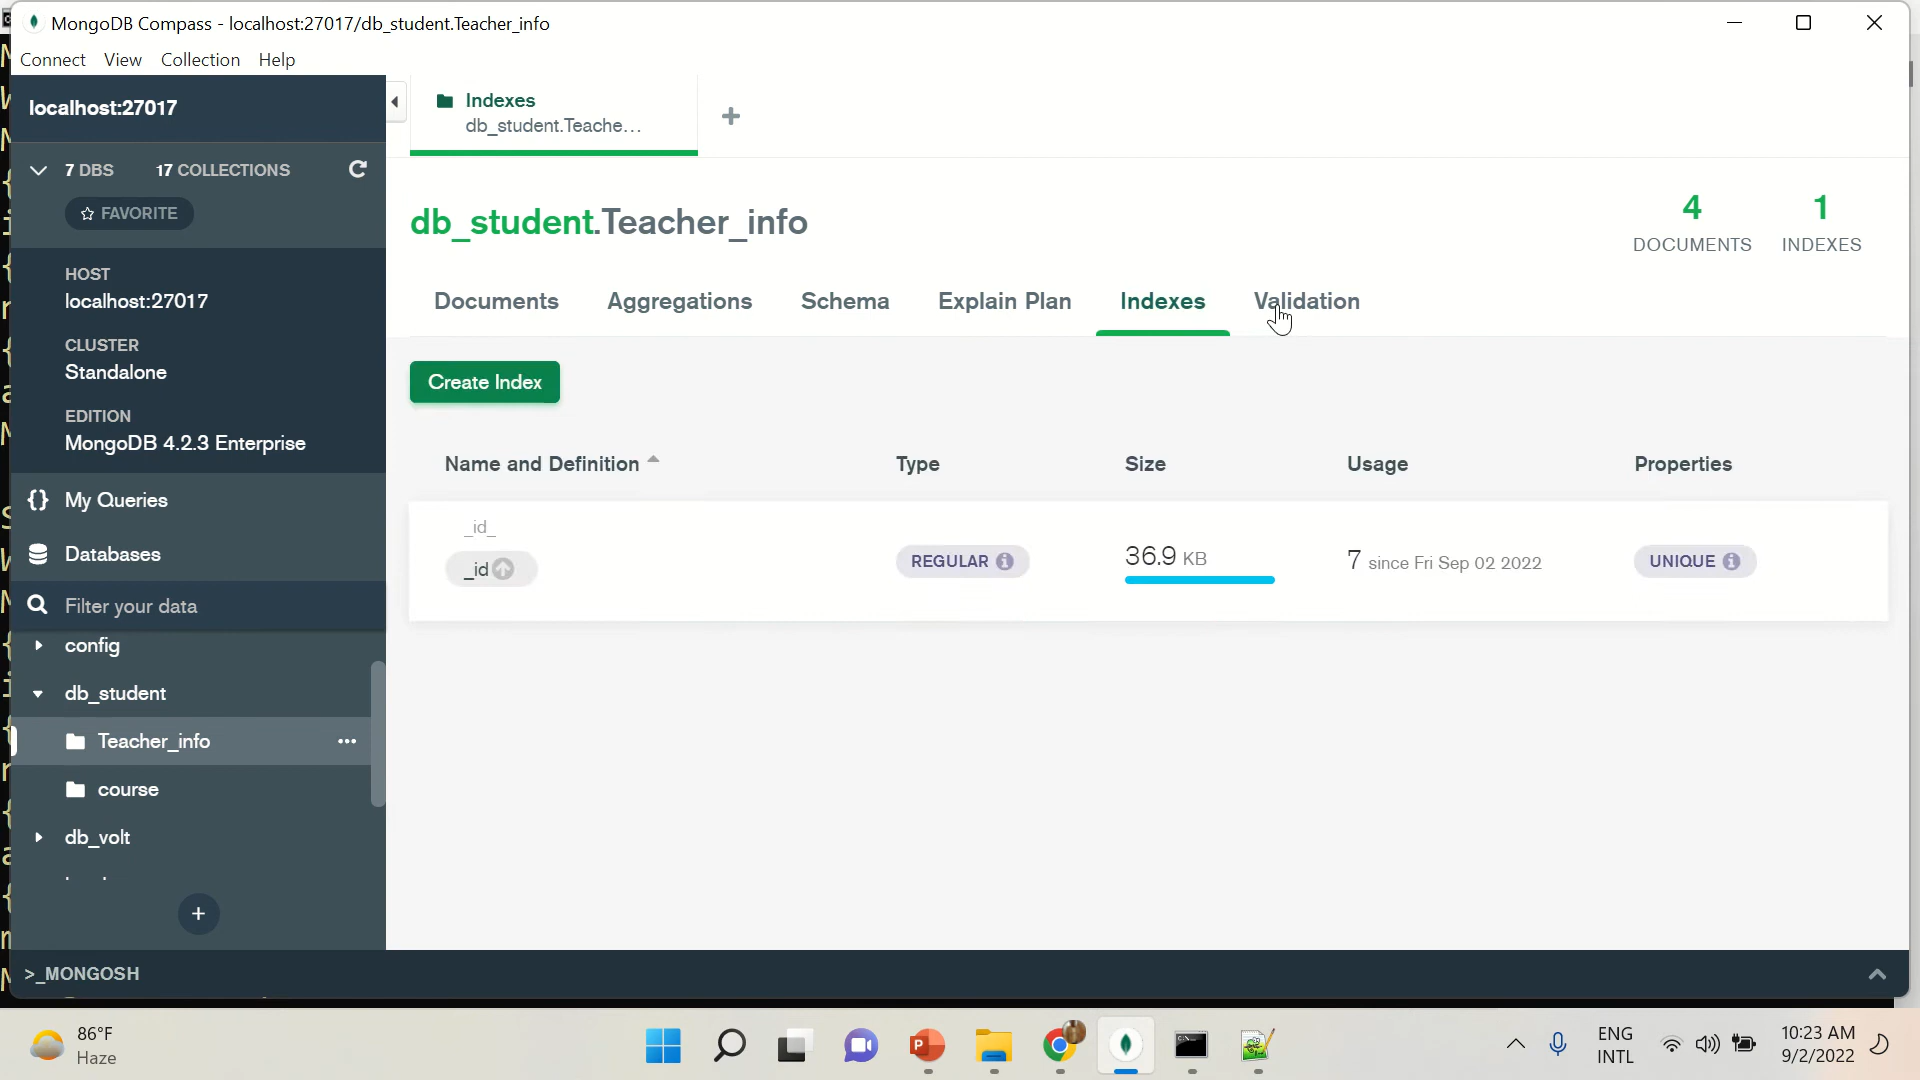 MongoDB Compass - localhost:27017/db_student.Teacher_info
Connect View Collection Help
localhost:27017
7 DBS 17 COLLECTIONS
FAVORITE
HOST
localhost:27017
CLUSTER
Standalone
EDITION
MongoDB 4.2.3 Enterprise
{} My Queries
Databases
Filter your data
config
db_student
Teacher_info ...
course
db_volt
+
Indexes
db_student.Teache...
+
db_student.Teacher_info
4
DOCUMENTS
1
INDEXES
Documents Aggregations Schema Explain Plan Indexes Validation
Create Index
Name and Definition Type Size Usage Properties
_id_
_id
REGULAR
36.9 KB
7 since Fri Sep 02 2022
UNIQUE
>_MONGOSH
86°F
Haze
ENG
INTL
10:23 AM
9/2/2022